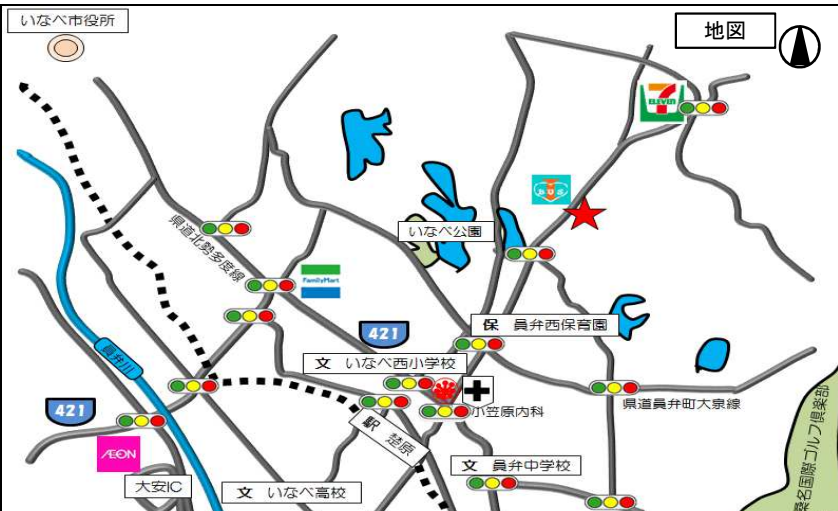 いなべ市役所
地図
ELEVEN
BUS
いなべ公園
県道北勢多度線
FamilyMart
421
保 員弁西保育園
文 いなべ西小学校
員弁川
421
小笠原内科
県道員弁町大泉線
駅 楚原
ÆON
大安IC
文 いなべ高校
文 員弁中学校
桑名国際ゴルフ倶楽部